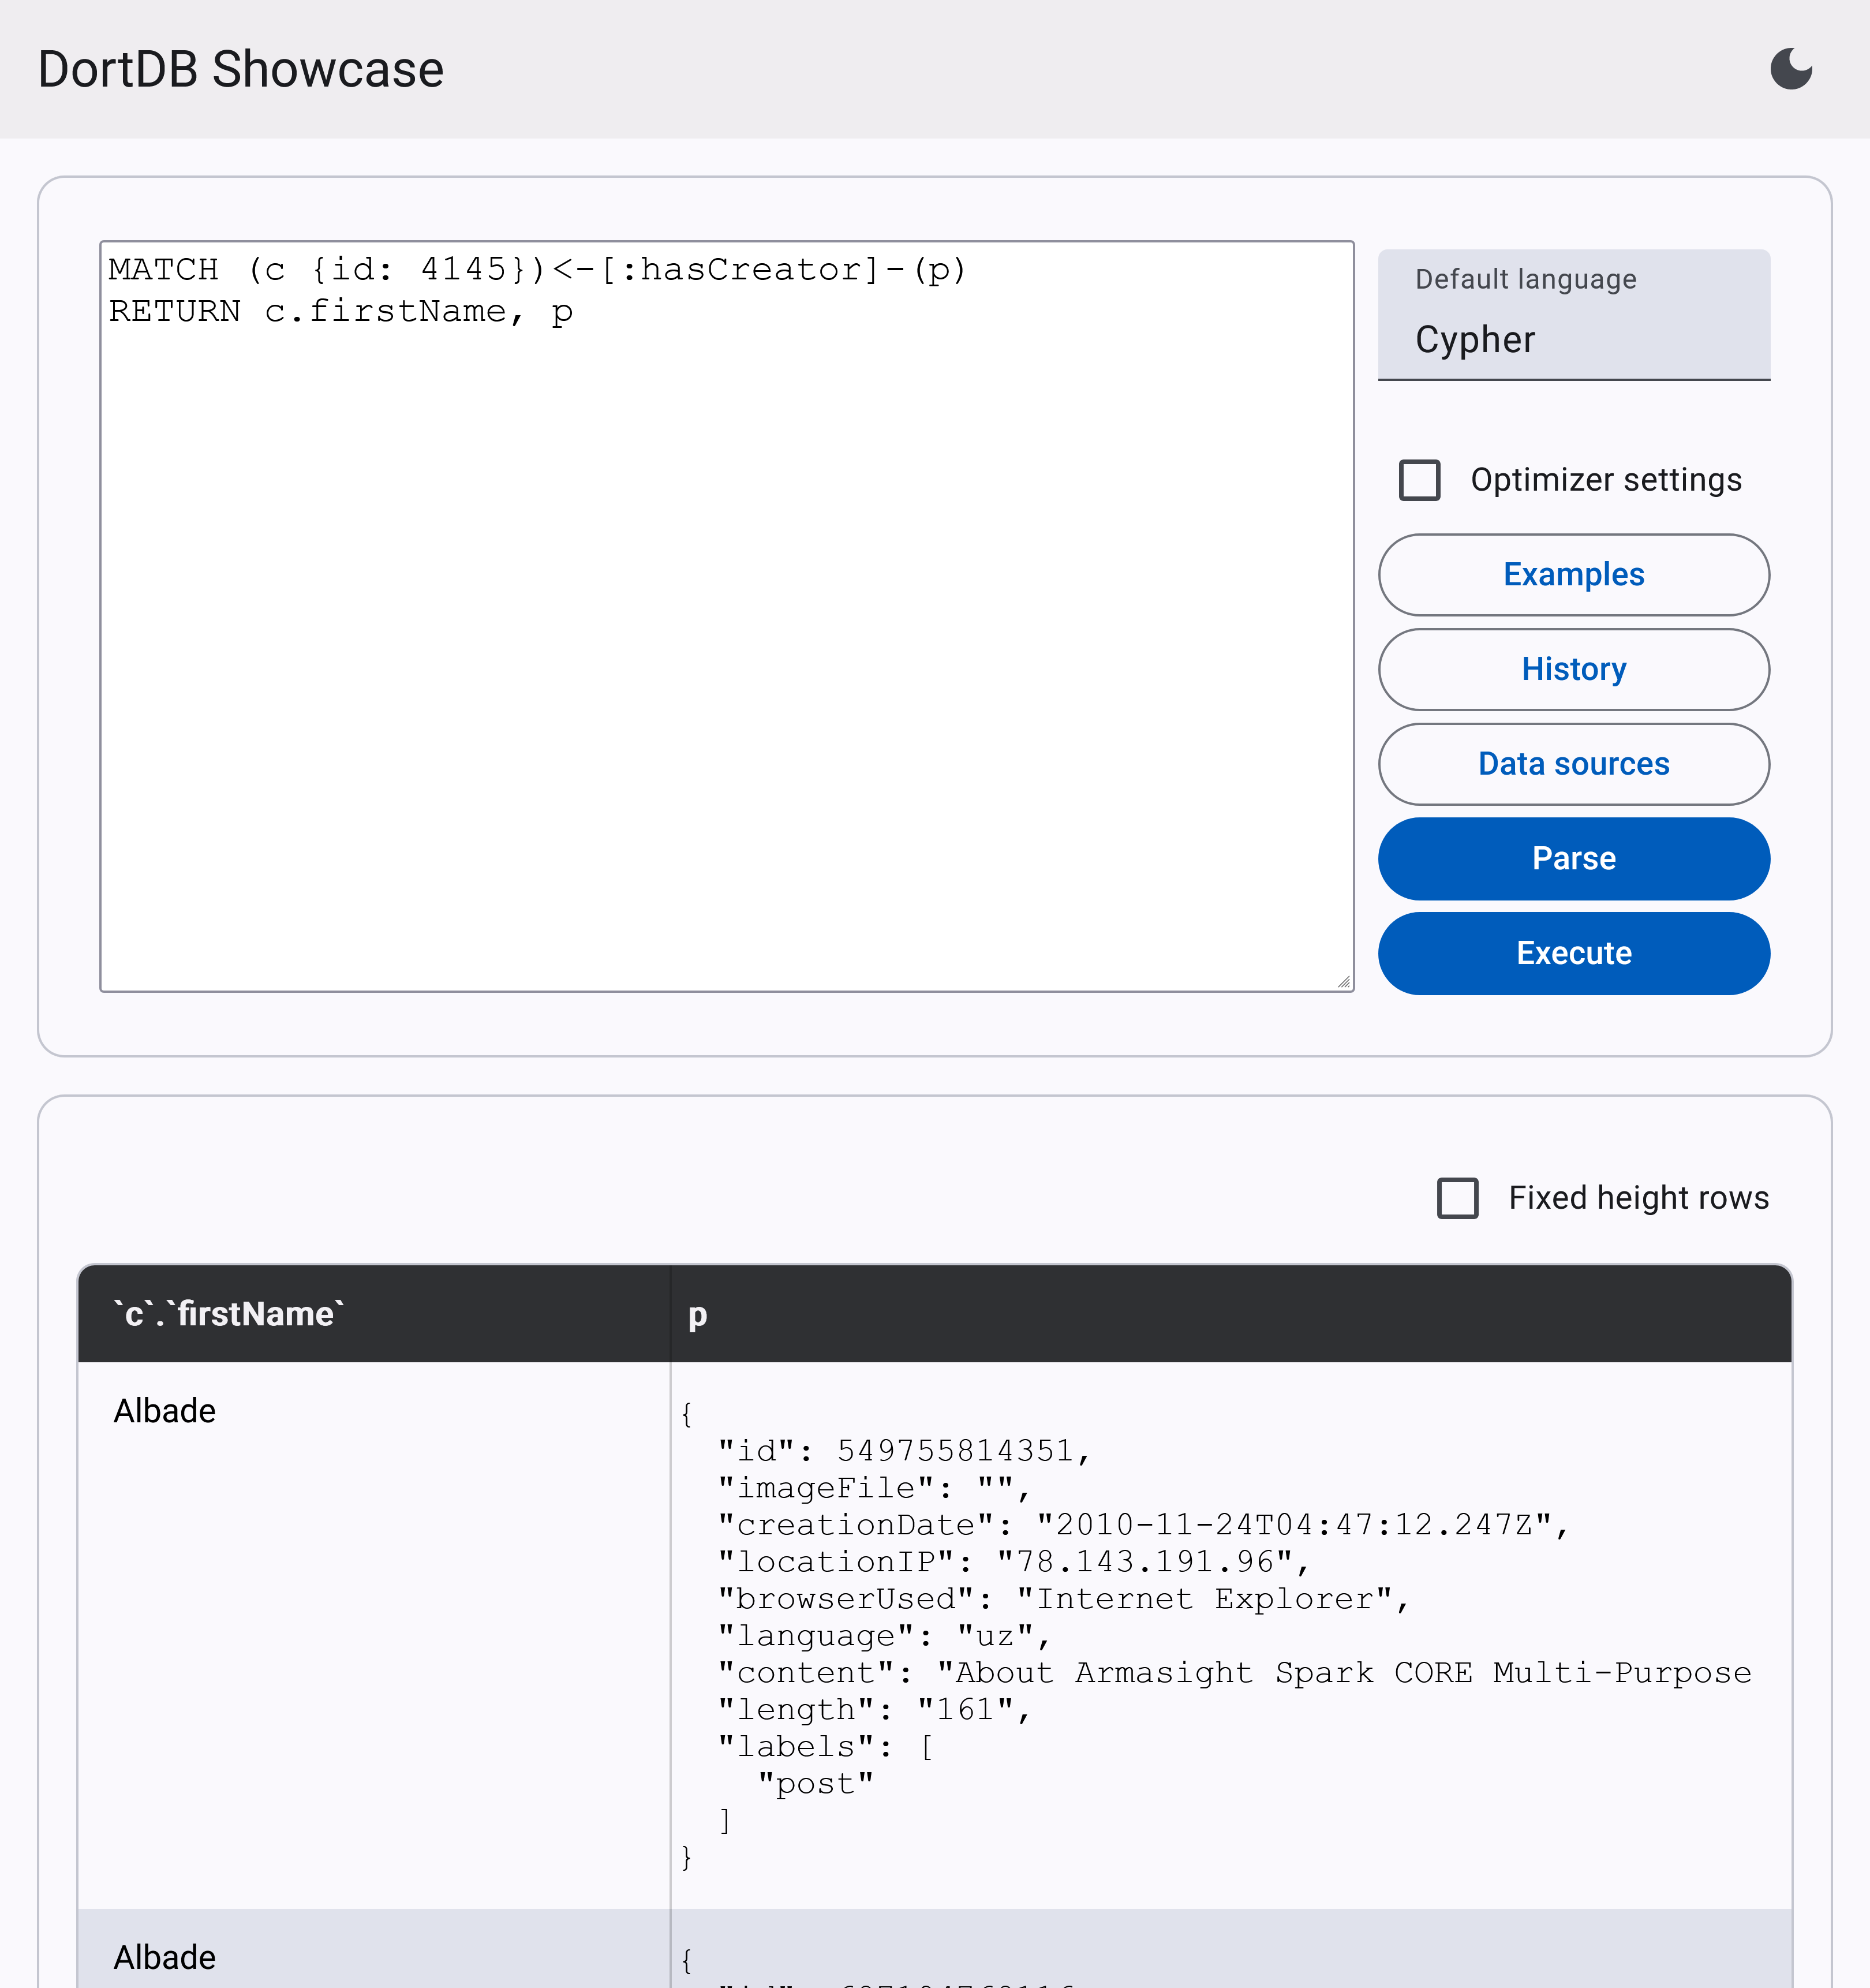 DortDB Showcase
MATCH (c {id: 4145})<-[:hasCreator]-(p)
RETURN c.firstName, p
Default language
Cypher
Optimizer settings
Examples
History
Data sources
Parse
Execute
Fixed height rows
`c`.`firstName` p
Albade {
"id": 549755814351,
"imageFile": "",
"creationDate": "2010-11-24T04:47:12.247Z",
"locationIP": "78.143.191.96",
"browserUsed": "Internet Explorer",
"language": "uz",
"content": "About Armasight Spark CORE Multi-Purpose
"length": "161",
"labels": [
"post"
]
}
Albade {